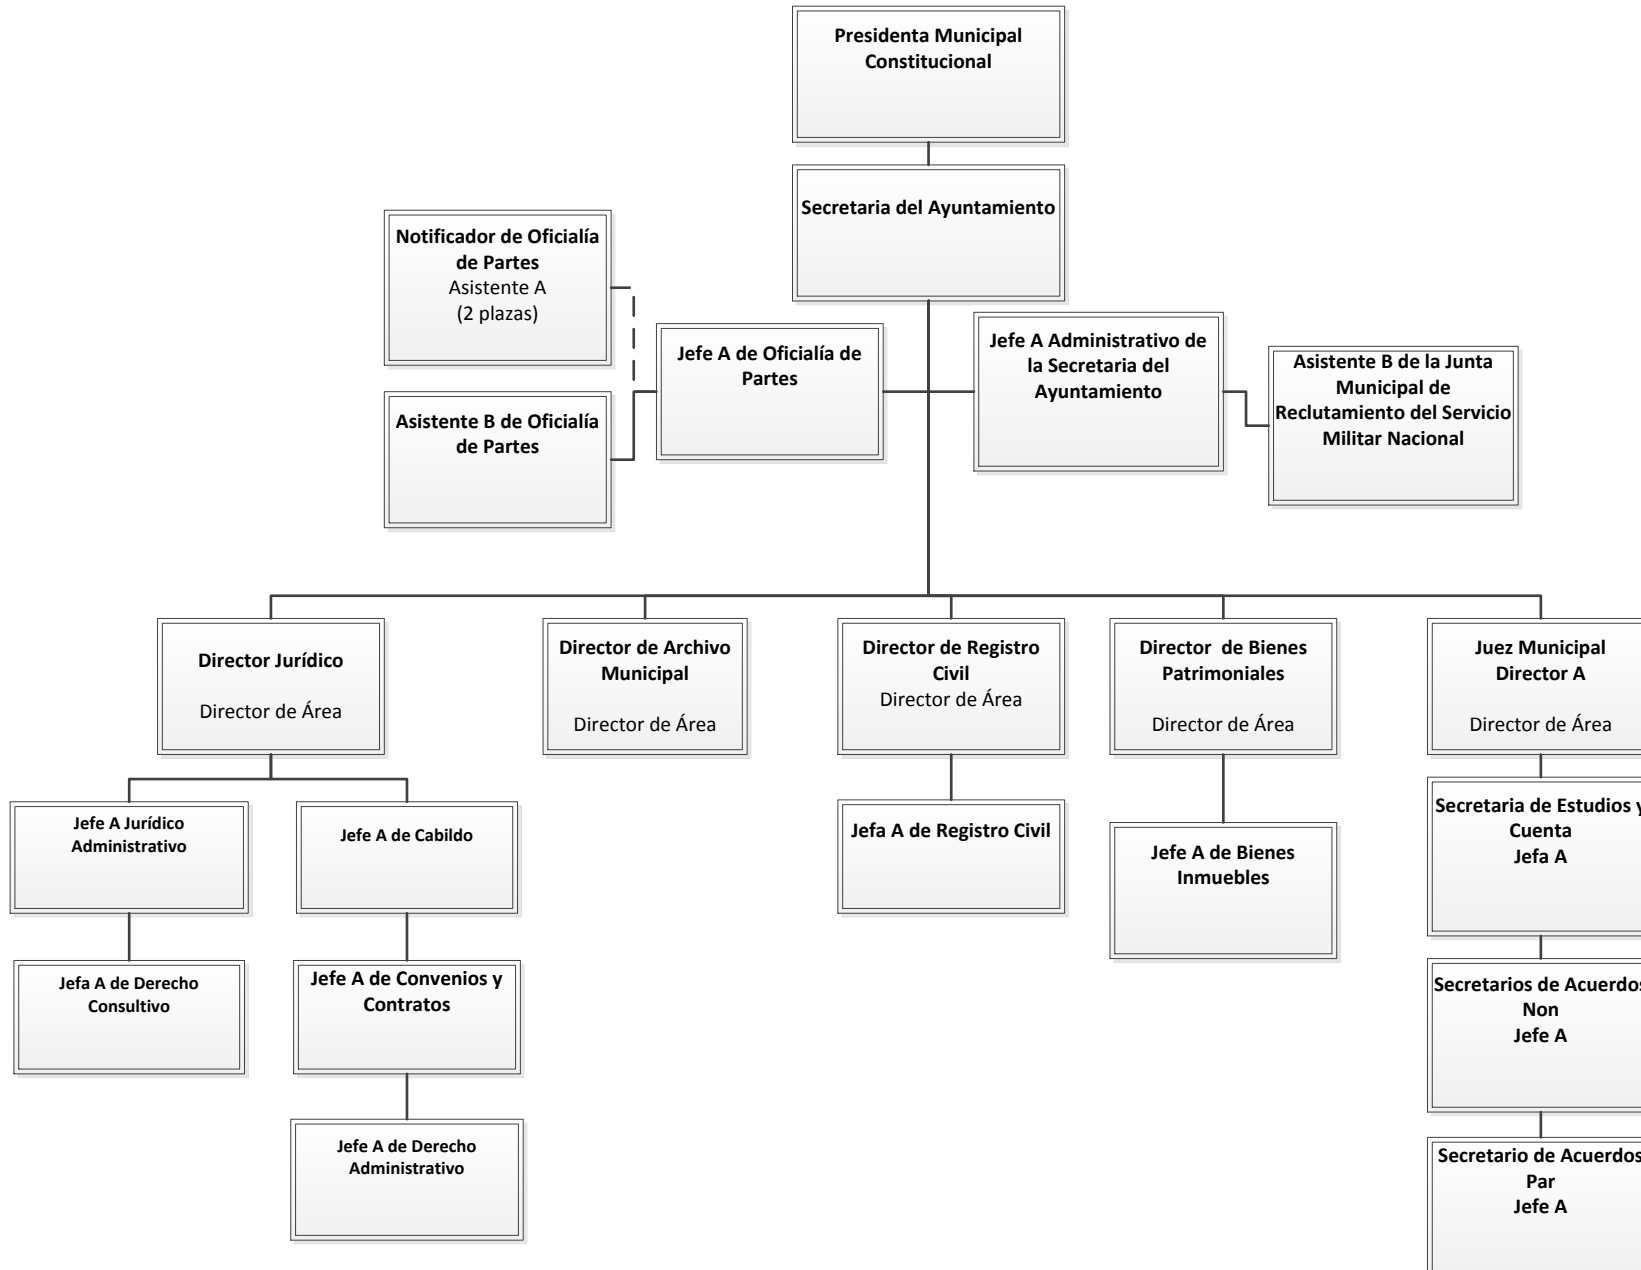 Presidenta Municipal
Constitucional
Secretaria del Ayuntamiento
Notificador de Oficialía
de Partes
Asistente A
(2 plazas)
Jefe A de Oficialía de
Partes
Asistente B de Oficialía
de Partes
Jefe A Administrativo de
la Secretaria del
Ayuntamiento
Asistente B de la Junta
Municipal de
Reclutamiento del Servicio
Militar Nacional
Director Jurídico
Director de Área
Director de Archivo
Municipal
Director de Área
Director de Registro
Civil
Director de Área
Director  de Bienes
Patrimoniales
Director de Área
Juez Municipal
Director A
Director de Área
Jefe A Jurídico
Administrativo
Jefe A de Cabildo
Jefa A de Registro Civil
Jefe A de Bienes
Inmuebles
Secretaria de Estudios y
Cuenta
Jefa A
Jefa A de Derecho
Consultivo
Jefe A de Convenios y
Contratos
Secretarios de Acuerdos
Non
Jefe A
Jefe A de Derecho
Administrativo
Secretario de Acuerdos
Par
Jefe A